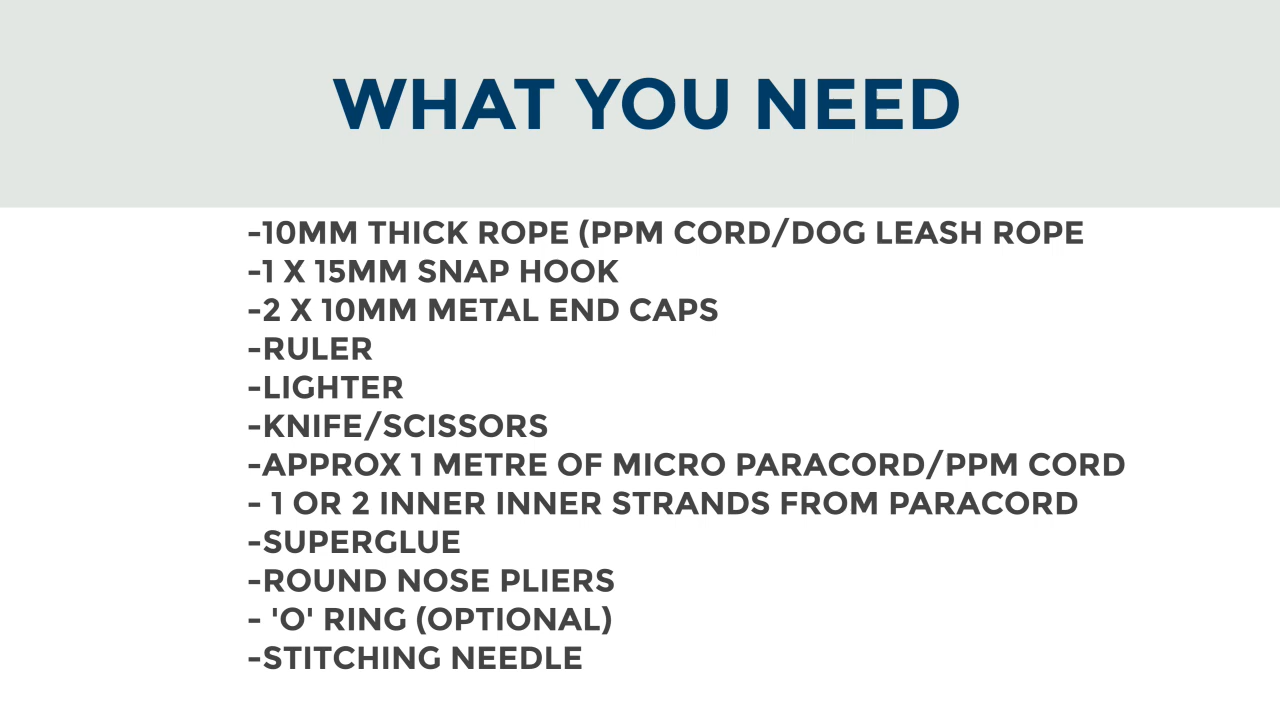 WHAT YOU NEED
-10MM THICK ROPE (PPM CORD/DOG LEASH ROPE
-1 X 15MM SNAP HOOK
-2 X 10MM METAL END CAPS
-RULER
-LIGHTER
-KNIFE/SCISSORS
-APPROX 1 METRE OF MICRO PARACORD/PPM CORD
- 1 OR 2 INNER INNER STRANDS FROM PARACORD
-SUPERGLUE
-ROUND NOSE PLIERS
- 'O' RING (OPTIONAL)
-STITCHING NEEDLE